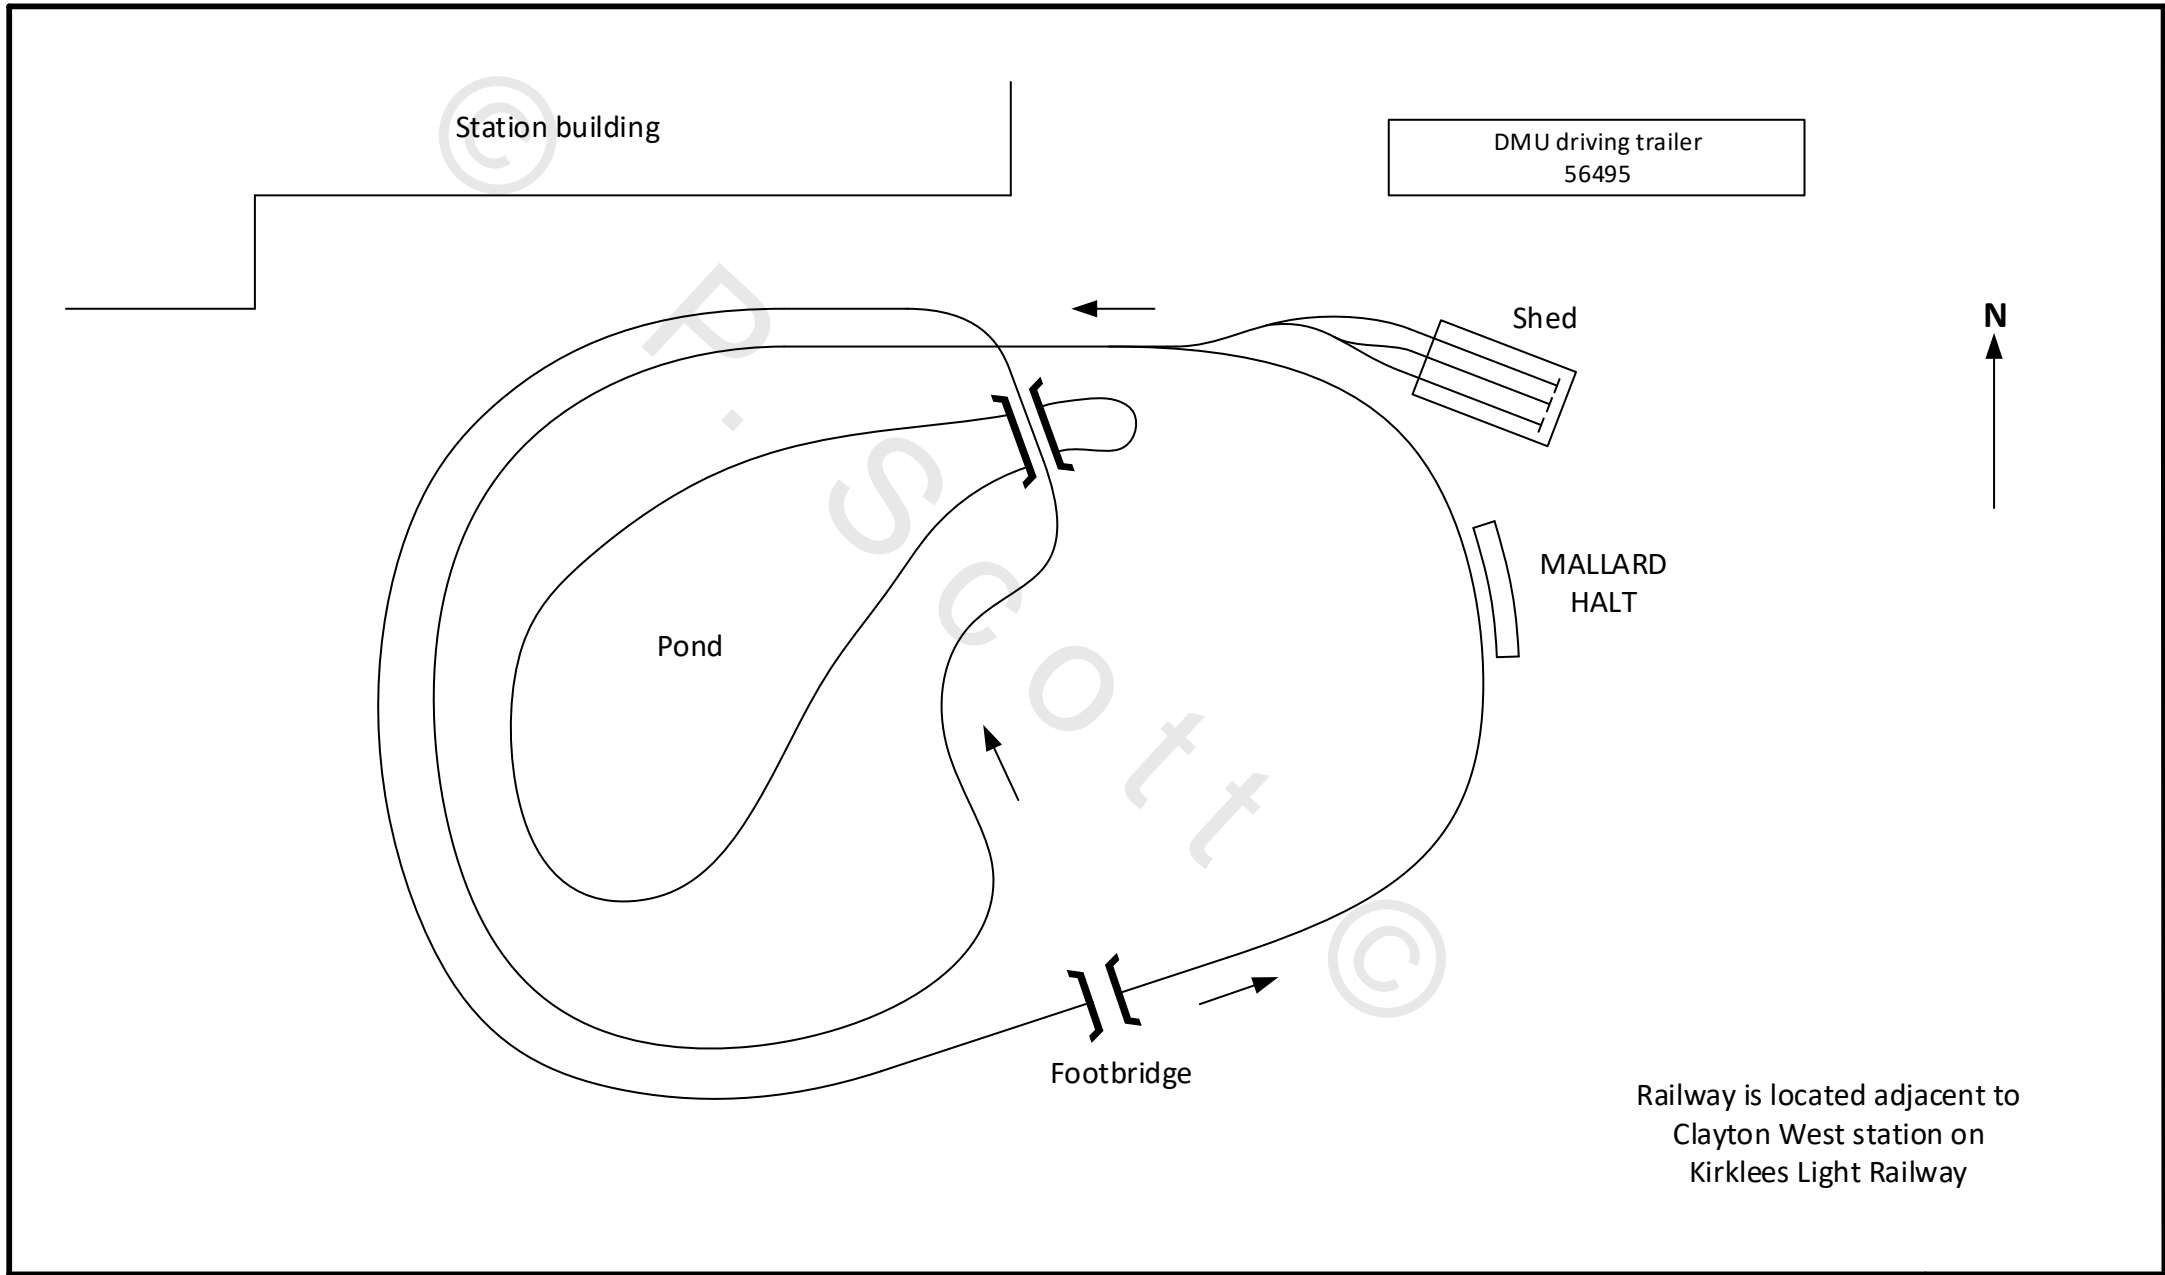 Station building
DMU driving trailer
56495
Shed
N
MALLARD
HALT
Pond
Footbridge
Railway is located adjacent to
Clayton West station on
Kirklees Light Railway
© P. Scott ©